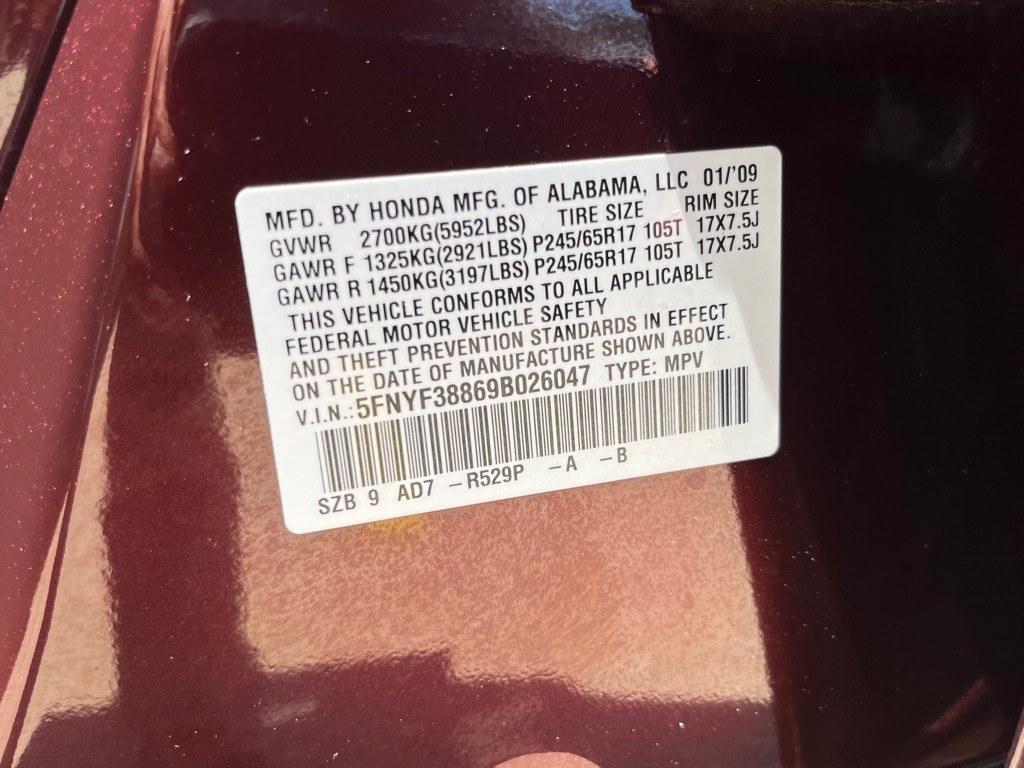 MFD. BY HONDA MFG. OF ALABAMA, LLC 01/'09
GVWR 2700KG(5952LBS) TIRE SIZE RIM SIZE
GAWR F 1325KG(2921LBS) P245/65R17 105T 17X7.5J
GAWR R 1450KG(3197LBS) P245/65R17 105T 17X7.5J
THIS VEHICLE CONFORMS TO ALL APPLICABLE
FEDERAL MOTOR VEHICLE SAFETY
AND THEFT PREVENTION STANDARDS IN EFFECT
ON THE DATE OF MANUFACTURE SHOWN ABOVE.
V.I.N.:5FNYF38869B026047 TYPE: MPV
SZB 9 AD7 -R529P -A -B